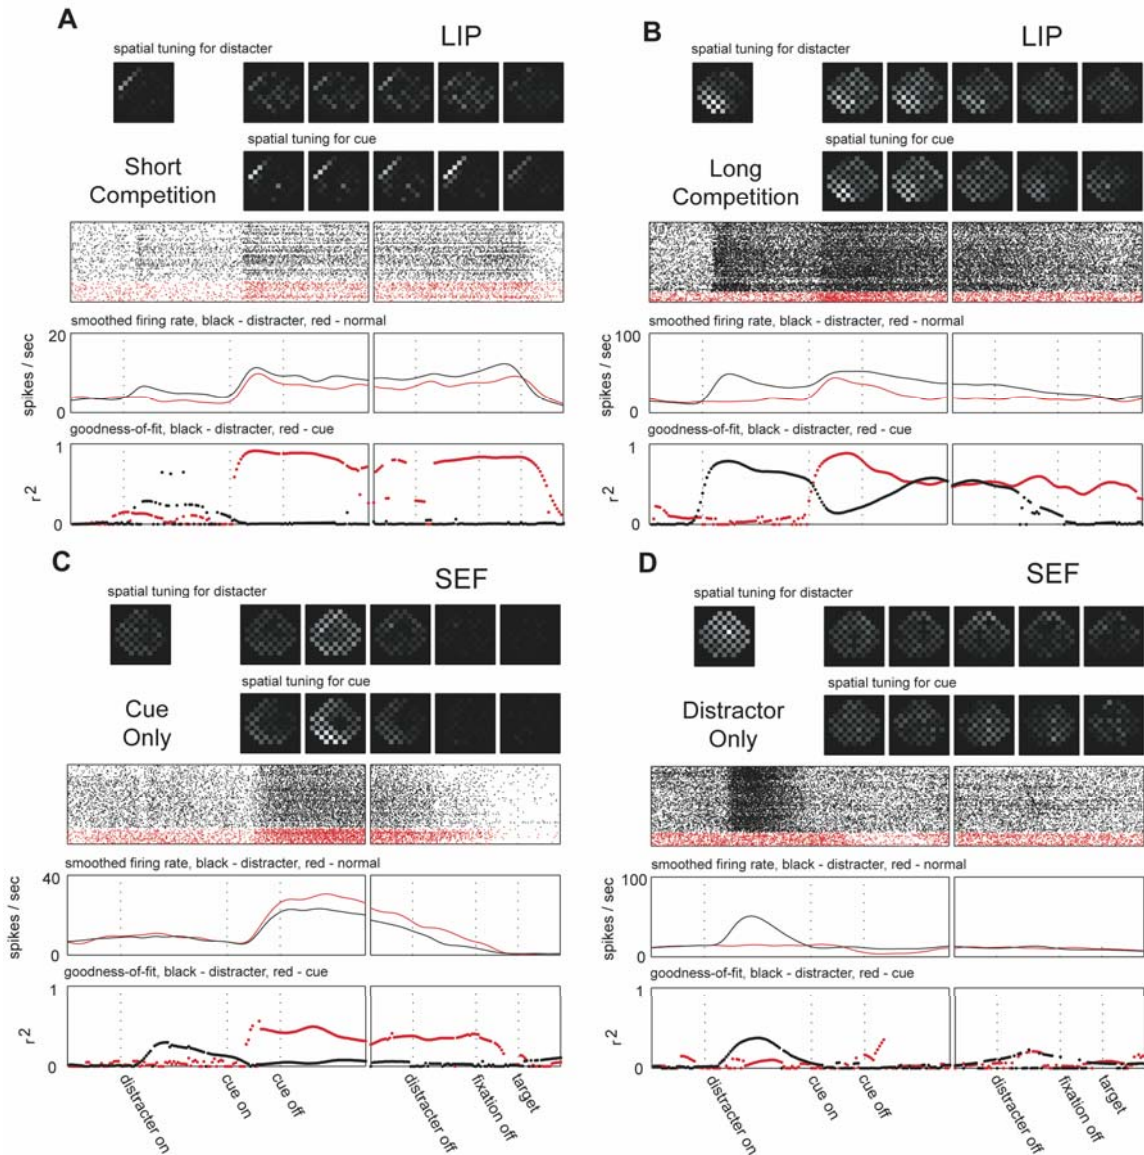 A
LIP
spatial tuning for distacter
spatial tuning for cue
Short
Competition
smoothed firing rate, black - distracter, red - normal
20
0
spikes / sec
goodness-of-fit, black - distracter, red - cue
1
0
r2
B
LIP
spatial tuning for distacter
spatial tuning for cue
Long
Competition
smoothed firing rate, black - distracter, red - normal
100
0
spikes / sec
goodness-of-fit, black - distracter, red - cue
1
0
r2
C
SEF
spatial tuning for distacter
spatial tuning for cue
Cue
Only
smoothed firing rate, black - distracter, red - normal
40
0
spikes / sec
goodness-of-fit, black - distracter, red - cue
1
0
r2
distracter on
cue on
cue off
distracter off
fixation off
target
D
SEF
spatial tuning for distacter
spatial tuning for cue
Distractor
Only
smoothed firing rate, black - distracter, red - normal
100
0
spikes / sec
goodness-of-fit, black - distracter, red - cue
1
0
r2
distracter on
cue on
cue off
distracter off
fixation off
target